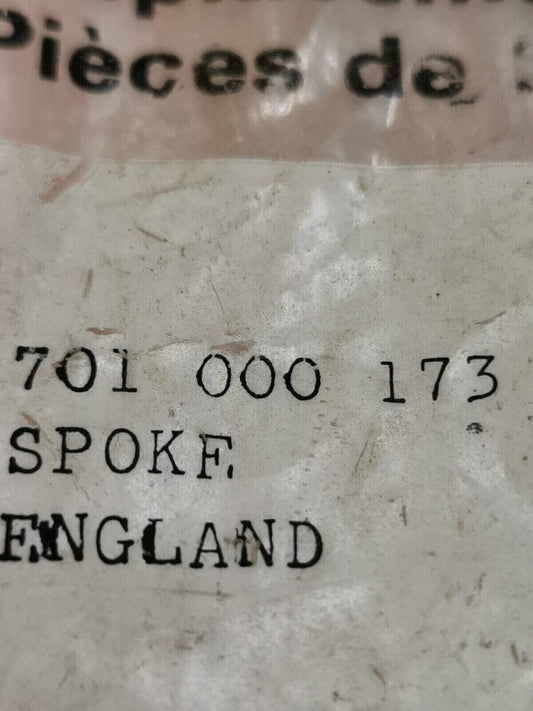 Pièces de
701 000 173
SPOKE
ENGLAND